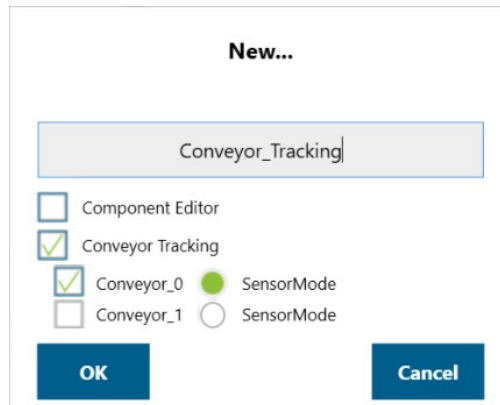 New...
Conveyor_Tracking
Component Editor
Conveyor Tracking
Conveyor_0 SensorMode
Conveyor_1 SensorMode
OK Cancel